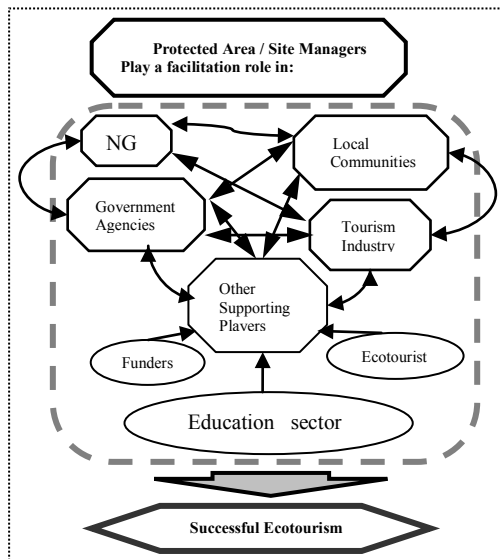 Protected Area / Site Managers
Play a facilitation role in:
NG
Local
Communities
Government
Agencies
Tourism
Industry
Other
Supporting
Players
Funders
Ecotourist
Education sector
Successful Ecotourism